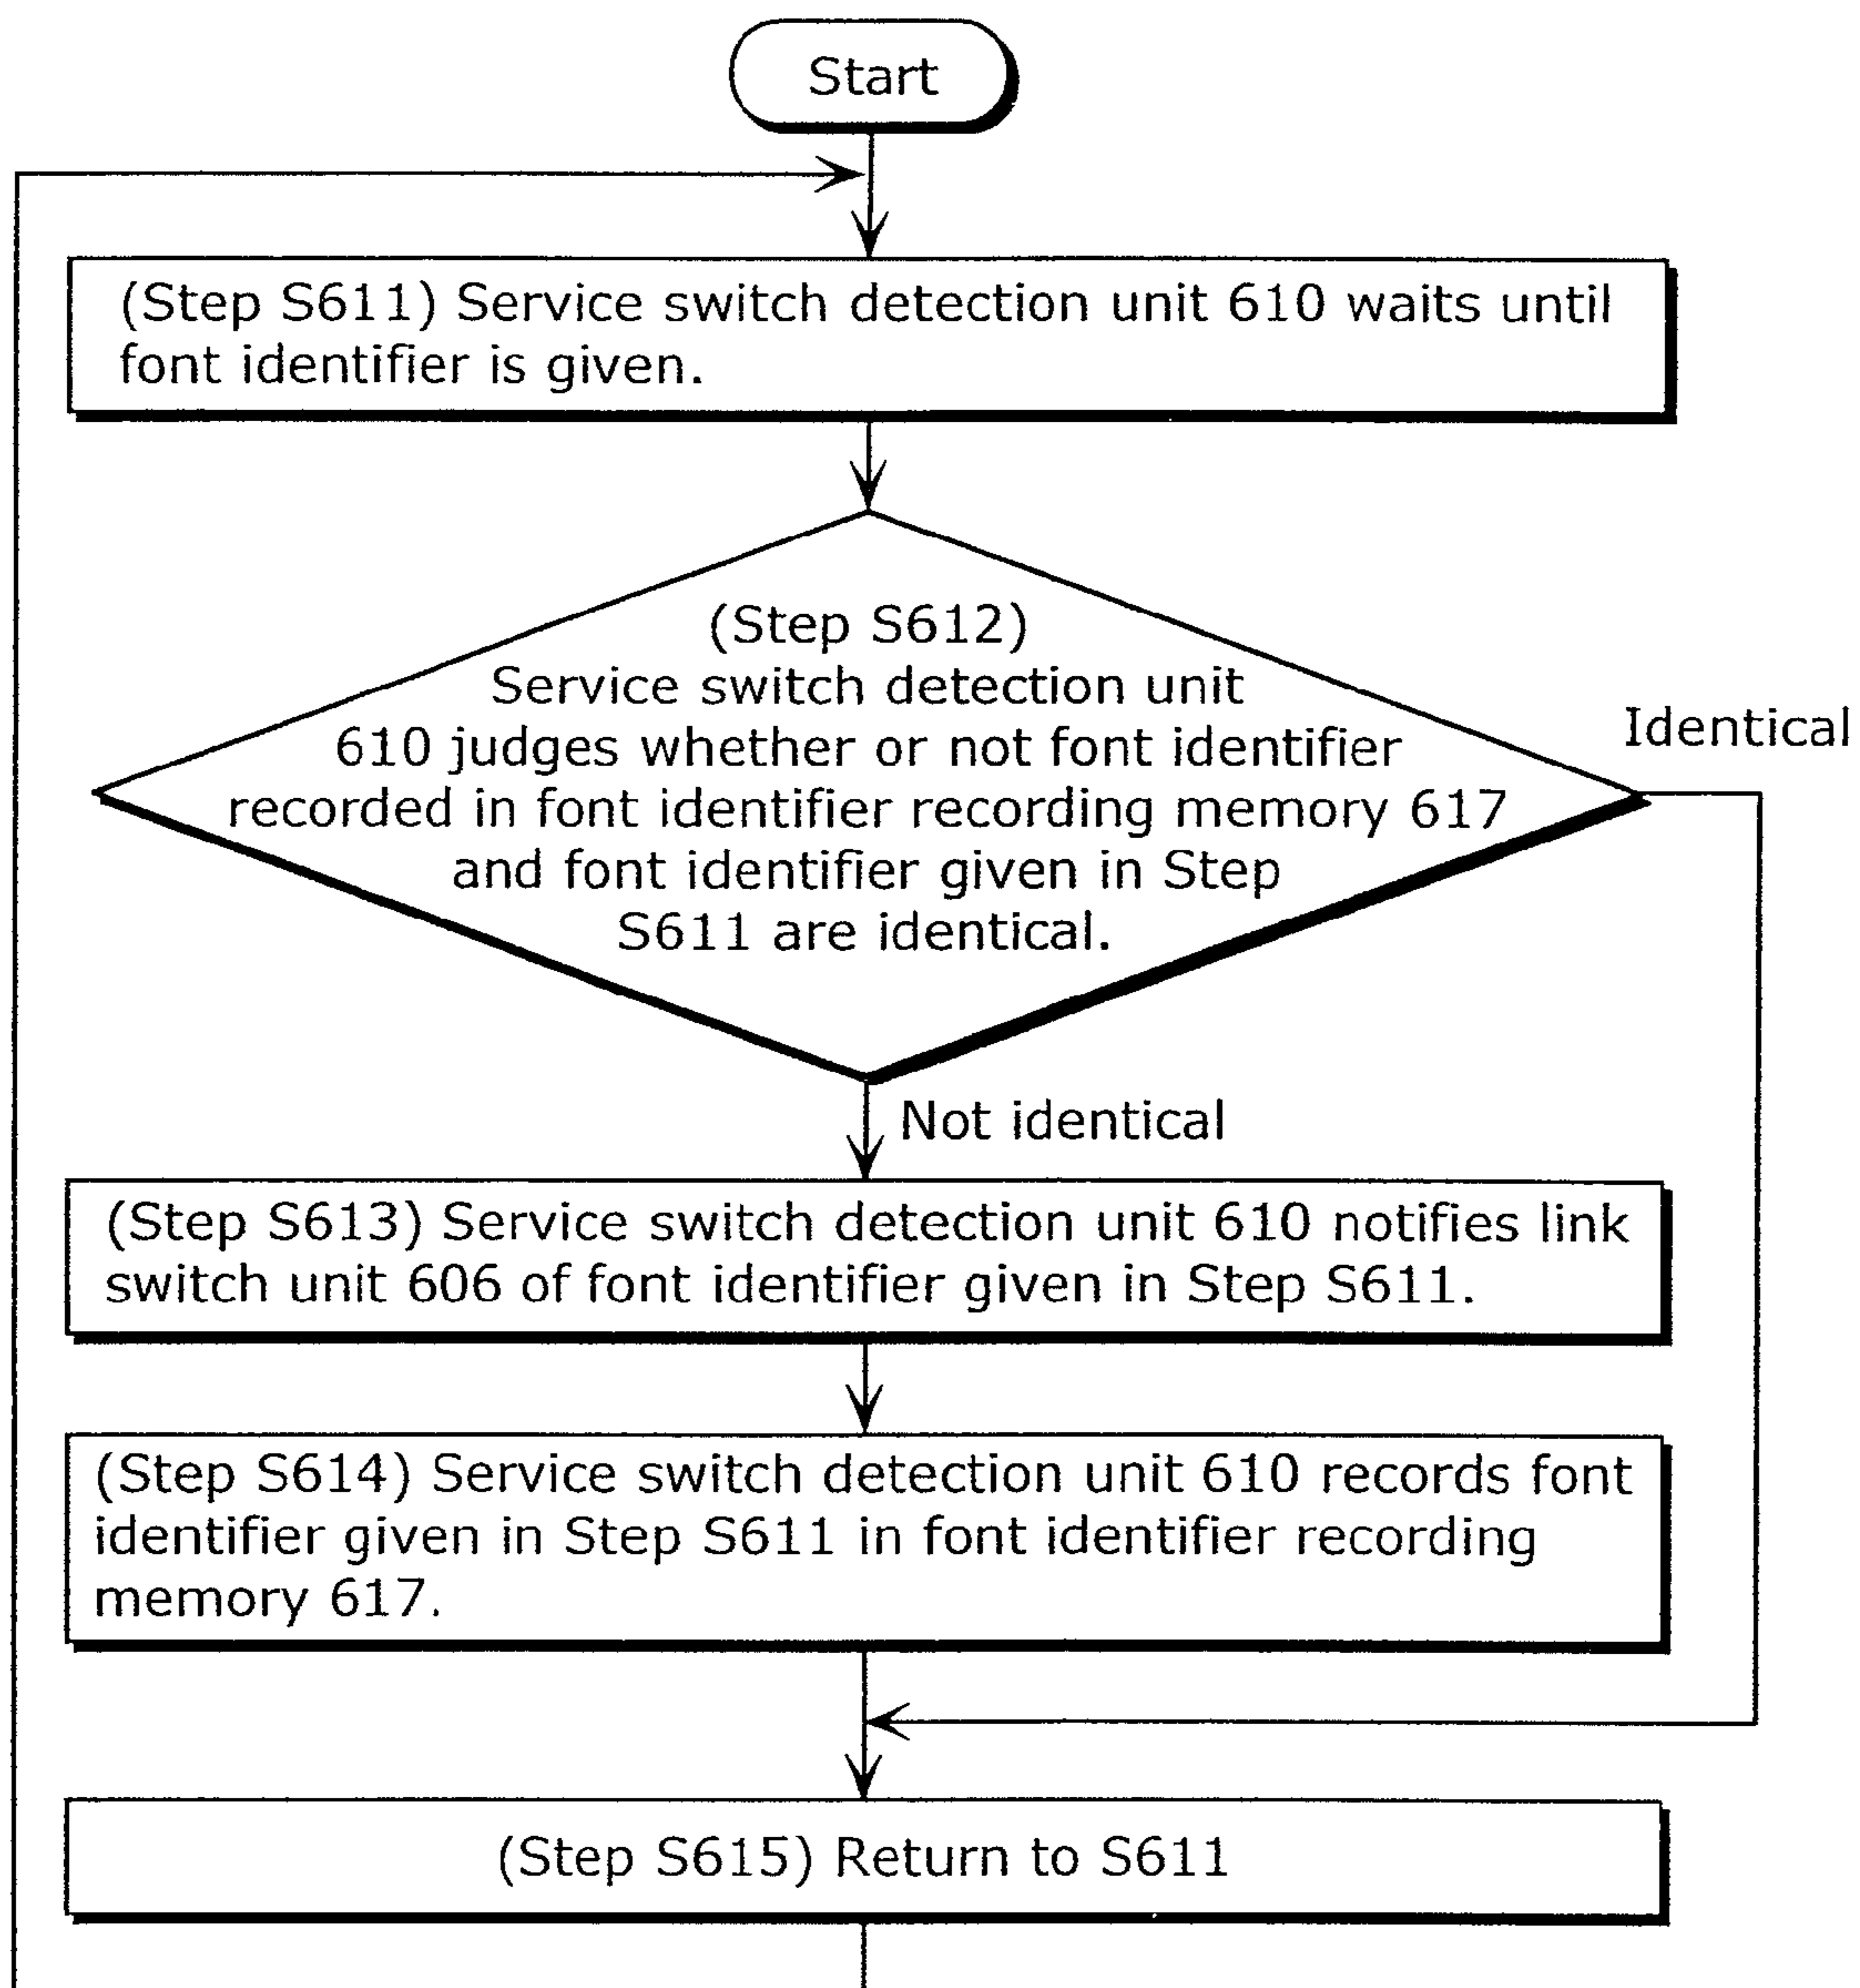 Start
(Step S611) Service switch detection unit 610 waits until
font identifier is given.
(Step S612)
Service switch detection unit
610 judges whether or not font identifier
recorded in font identifier recording memory 617
and font identifier given in Step
S611 are identical.
Identical
Not identical
(Step S613) Service switch detection unit 610 notifies link
switch unit 606 of font identifier given in Step S611.
(Step S614) Service switch detection unit 610 records font
identifier given in Step S611 in font identifier recording
memory 617.
(Step S615) Return to S611